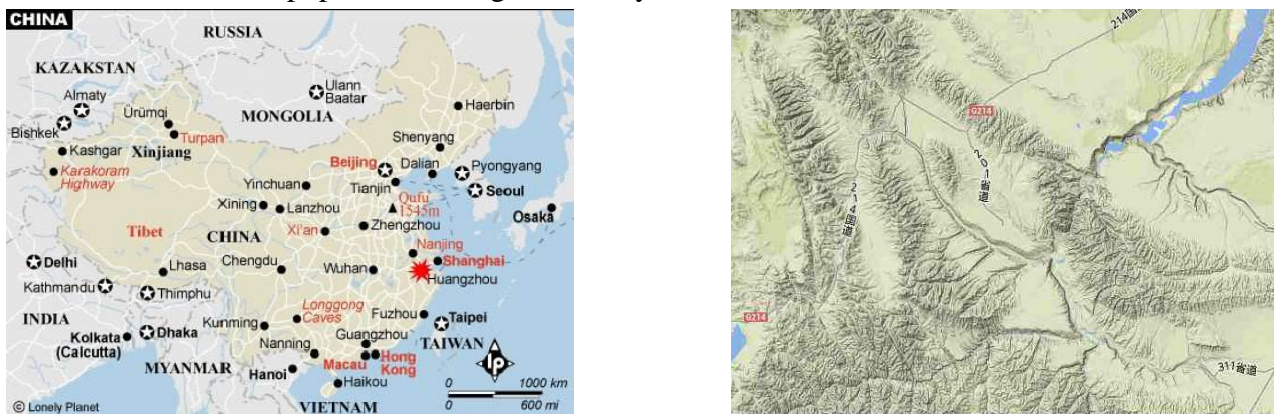 CHINA
RUSSIA
KAZAKSTAN
Almaty
Ulann
Baatar
MONGOLIA
Haerbin
Bishkek
Ürümqi
Turpan
Shenyang
Kashgar
Xinjiang
Karakoram
Highway
Beijing
Dalian
Pyongyang
Yinchuan
Tianjin
Seoul
Qufu
1545m
Xining
Lanzhou
Osaka
Zhengzhou
Tibet
CHINA
Xi'an
Nanjing
Delhi
Lhasa
Chengdu
Wuhan
Shanghai
Huangzhou
Kathmandu
Thimphu
Longgong
Caves
Fuzhou
Taipei
INDIA
Dhaka
Kunming
Guangzhou
TAIWAN
Kolkata
(Calcutta)
Nanning
Macau
Hong
Kong
lp
MYANMAR
Hanoi
Haikou
0 1000 km
0 600 mi
© Lonely Planet
VIETNAM
214国道
G214
201省道
214国道
G214
311省道